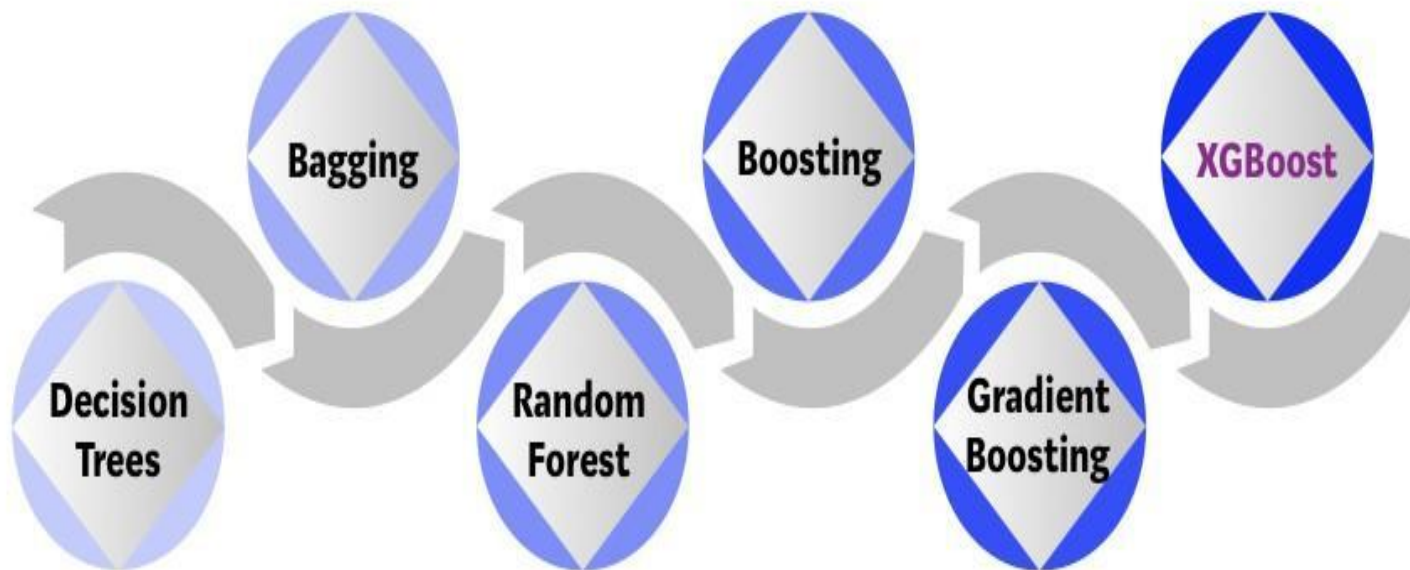 Decision
Trees
Bagging
Random
Forest
Boosting
Gradient
Boosting
XGBoost